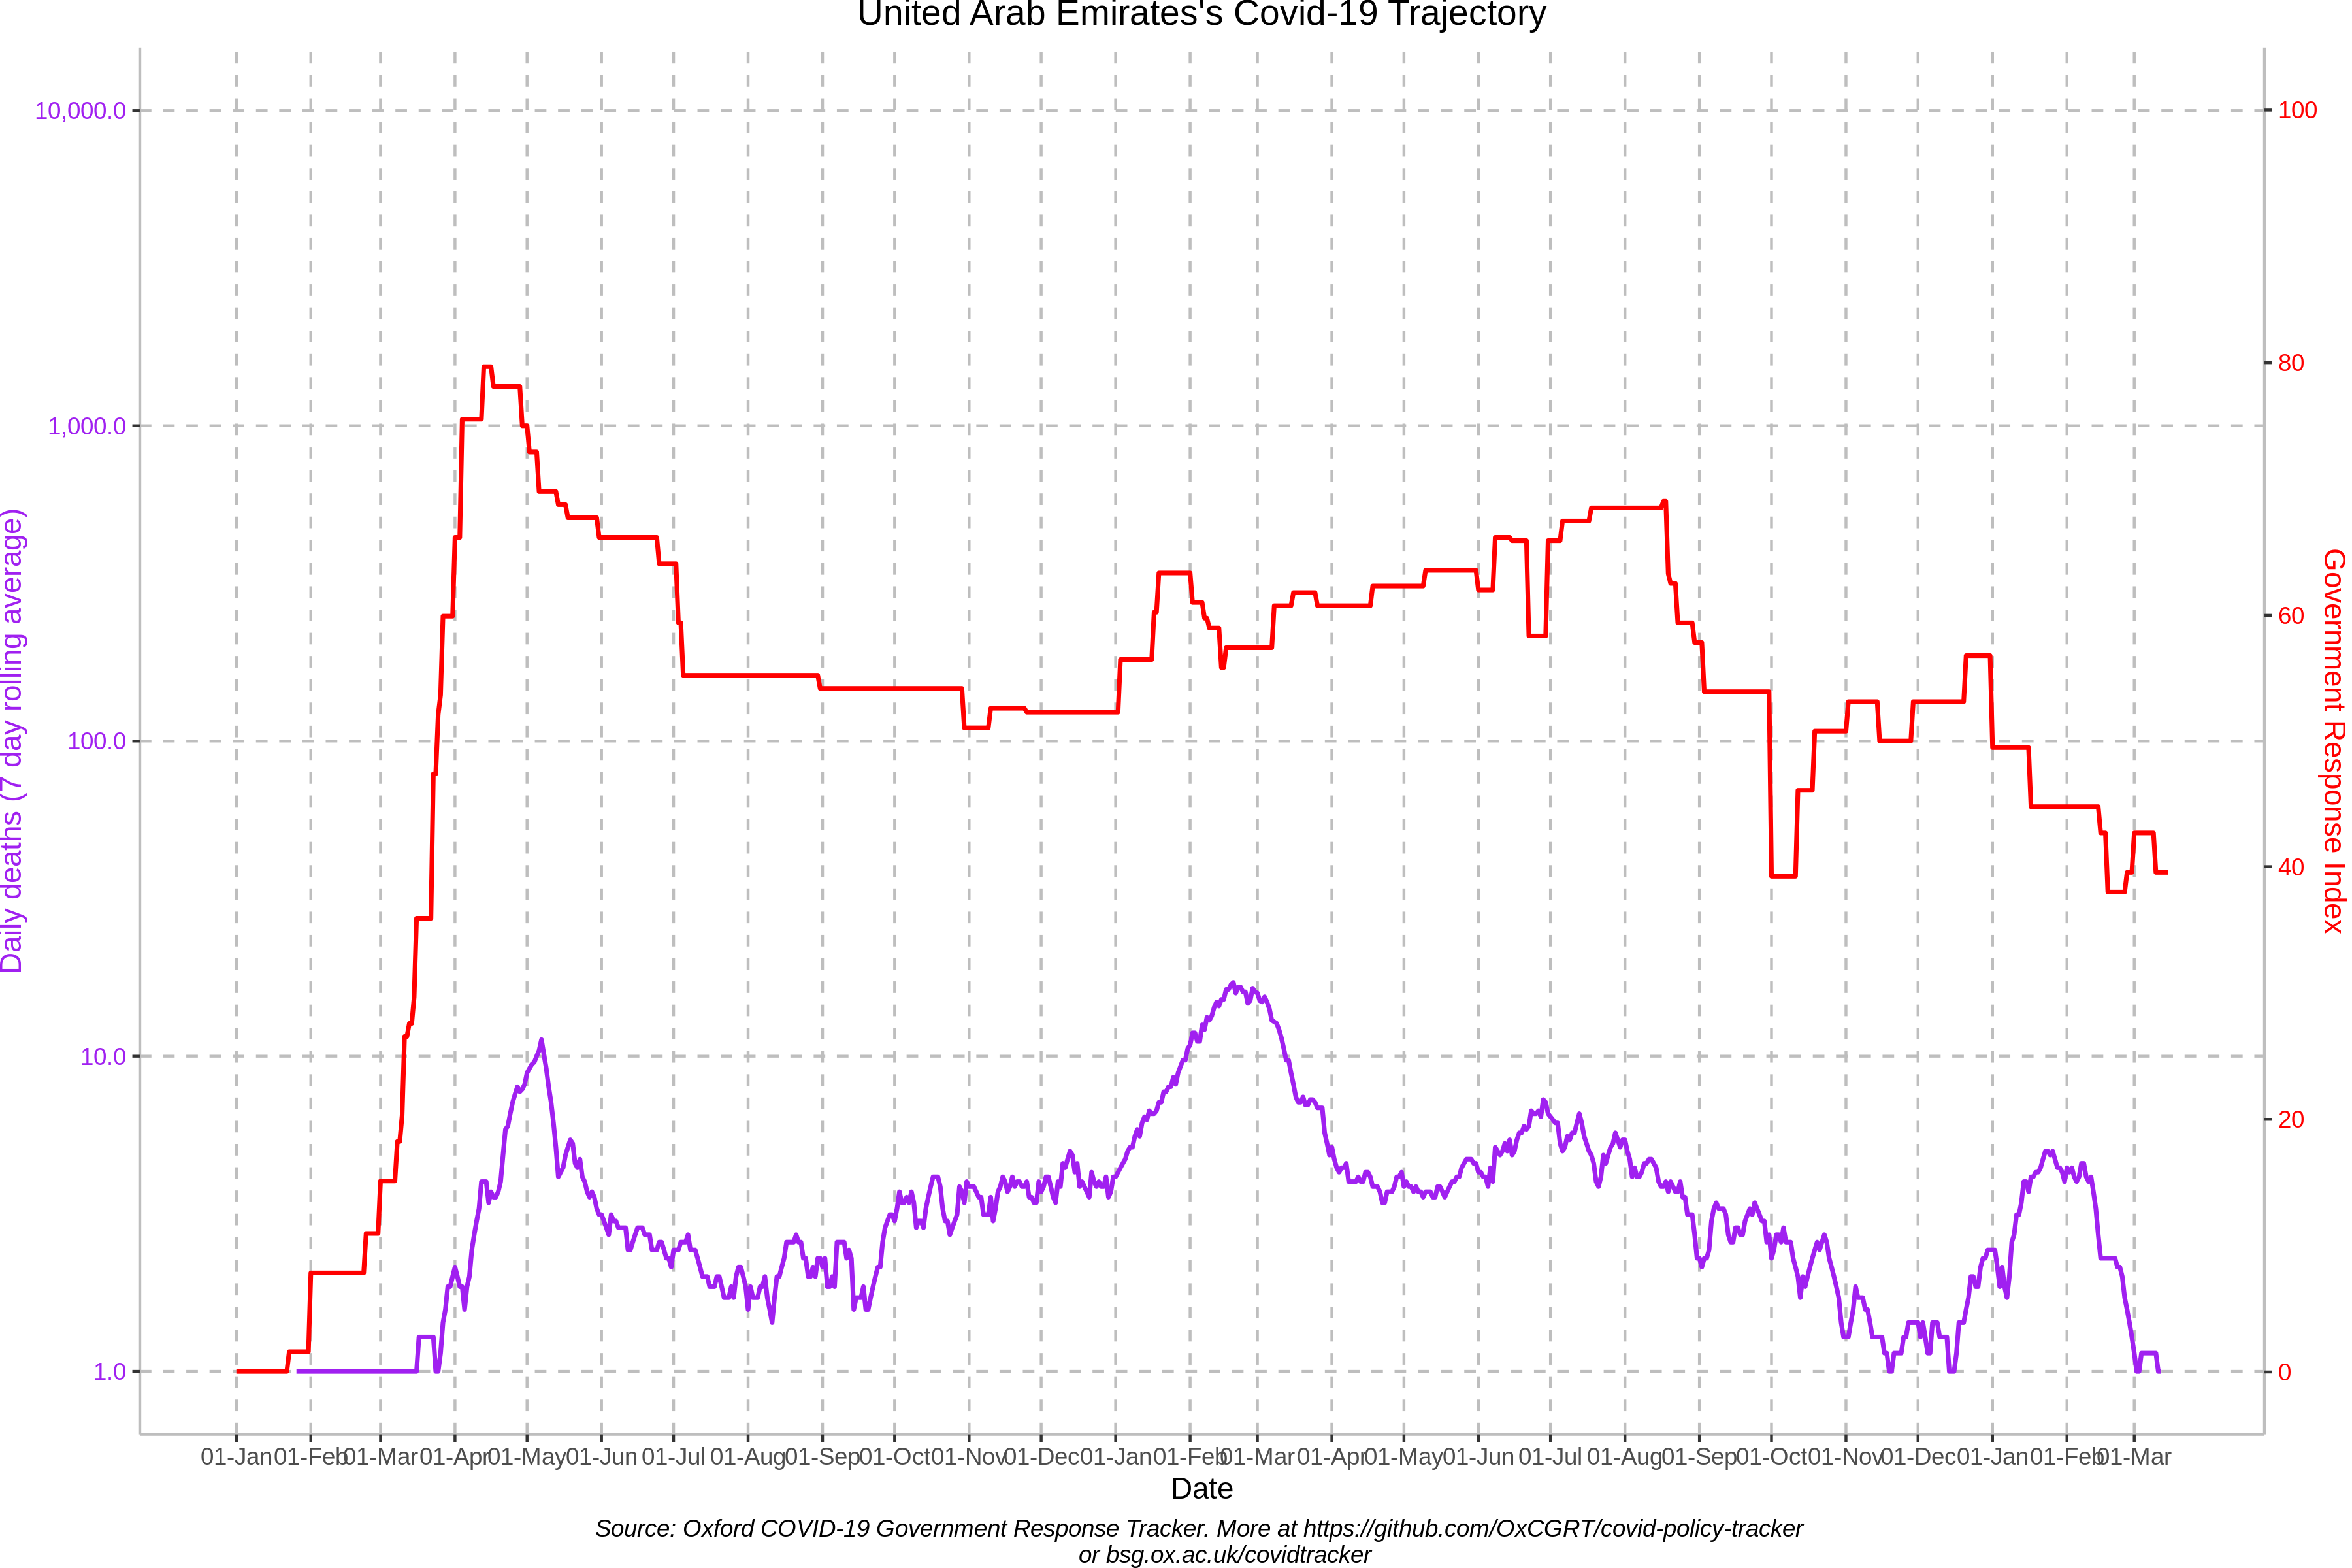 United Arab Emirates's Covid-19 Trajectory
10,000.0
1,000.0
100.0
10.0
1.0
Daily deaths (7 day rolling average)
100
80
60
40
20
0
Government Response Index
01-Jan 01-Feb 01-Mar 01-Apr 01-May 01-Jun 01-Jul 01-Aug 01-Sep 01-Oct 01-Nov 01-Dec 01-Jan 01-Feb 01-Mar 01-Apr 01-May 01-Jun 01-Jul 01-Aug 01-Sep 01-Oct 01-Nov 01-Dec 01-Jan 01-Feb 01-Mar
Date
Source: Oxford COVID-19 Government Response Tracker. More at https://github.com/OxCGRT/covid-policy-tracker
or bsg.ox.ac.uk/covidtracker